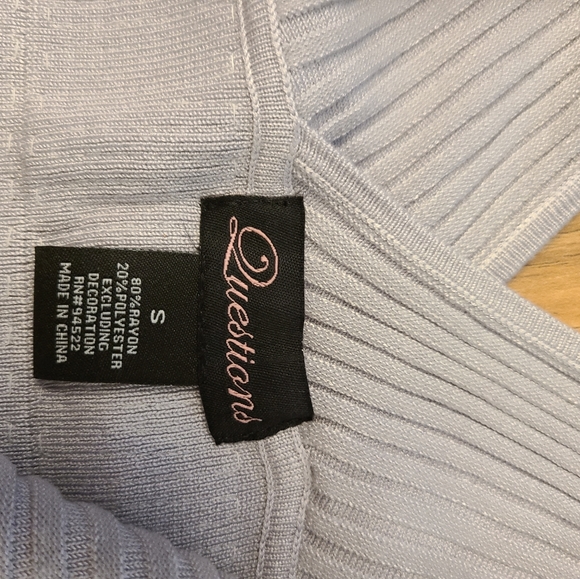 Questions
S
80%RAYON
20%POLYESTER
EXCLUDING
DECORATION
RN#94522
MADE IN CHINA